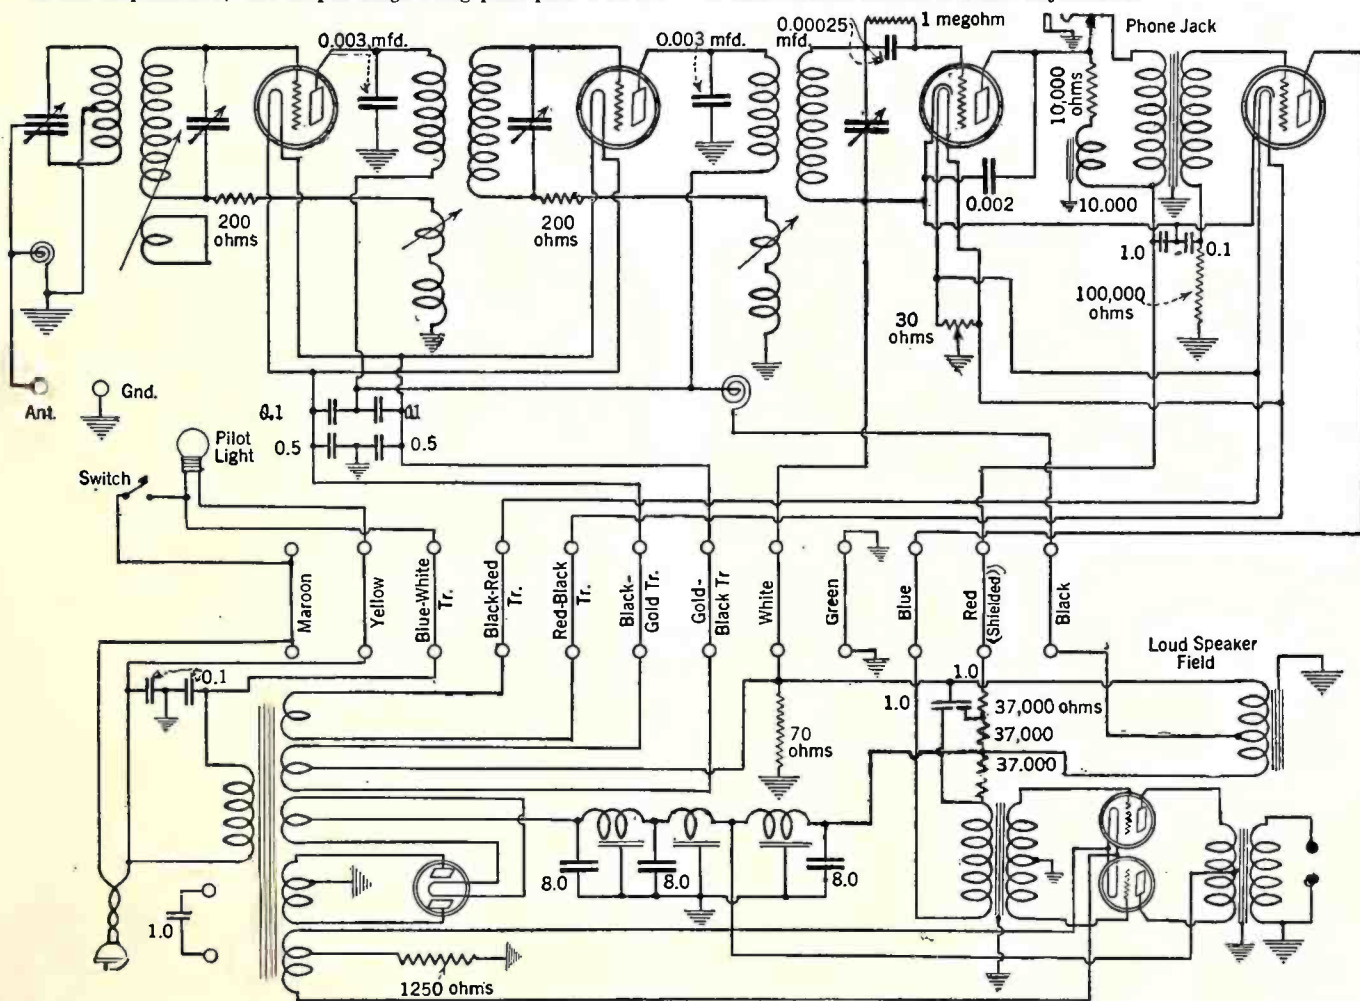 0.003 mfd.
0.003 mfd.
0.00025
mfd.
1 megohm
Phone Jack
10,000
ohms
200
ohms
200
ohms
0.002
10.000
1.0
0.1
100,000
ohms
30
ohms
Ant.
Gnd.
0.1
0.1
0.5
0.5
Pilot
Light
Switch
Maroon
Yellow
Blue-White
Tr.
Black-Red
Tr.
Red-Black
Tr.
Black-
Gold Tr.
Gold-
Black Tr
White
Green
Blue
Red
(Shielded)
Black
Loud Speaker
Field
0.1
1.0
1.0
37,000 ohms
37,000
37.000
70
ohms
8.0
8.0
8.0
1.0
1250 ohms